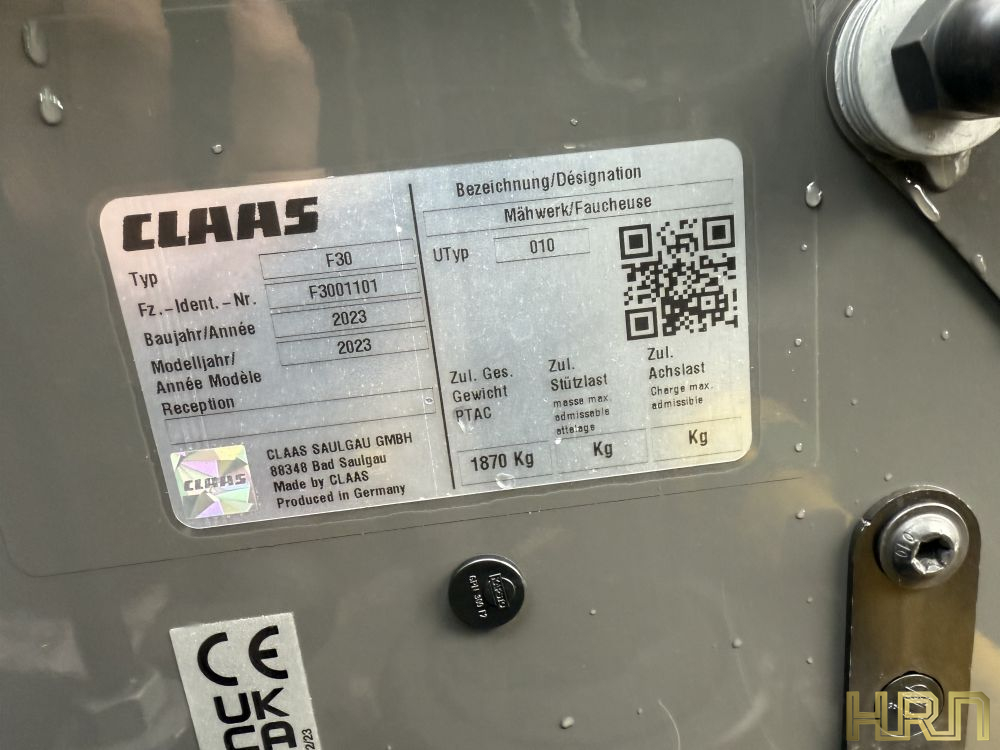 CLAAS
Typ F30
Fz.-Ident.-Nr. F3001101
Baujahr/Année 2023
Modelljahr/
Année Modèle 2023
Reception
CLAAS
CLAAS SAULGAU GMBH
88348 Bad Saulgau
Made by CLAAS
Produced in Germany
Bezeichnung/Désignation
Mähwerk/Faucheuse
UTyp 010
Zul. Ges.
Gewicht
PTAC
1870 Kg
Zul.
Stützlast
masse max.
admissable
attelage
Kg
Zul.
Achslast
Charge max.
admissible
Kg
CE
UK
CA
010
HRN